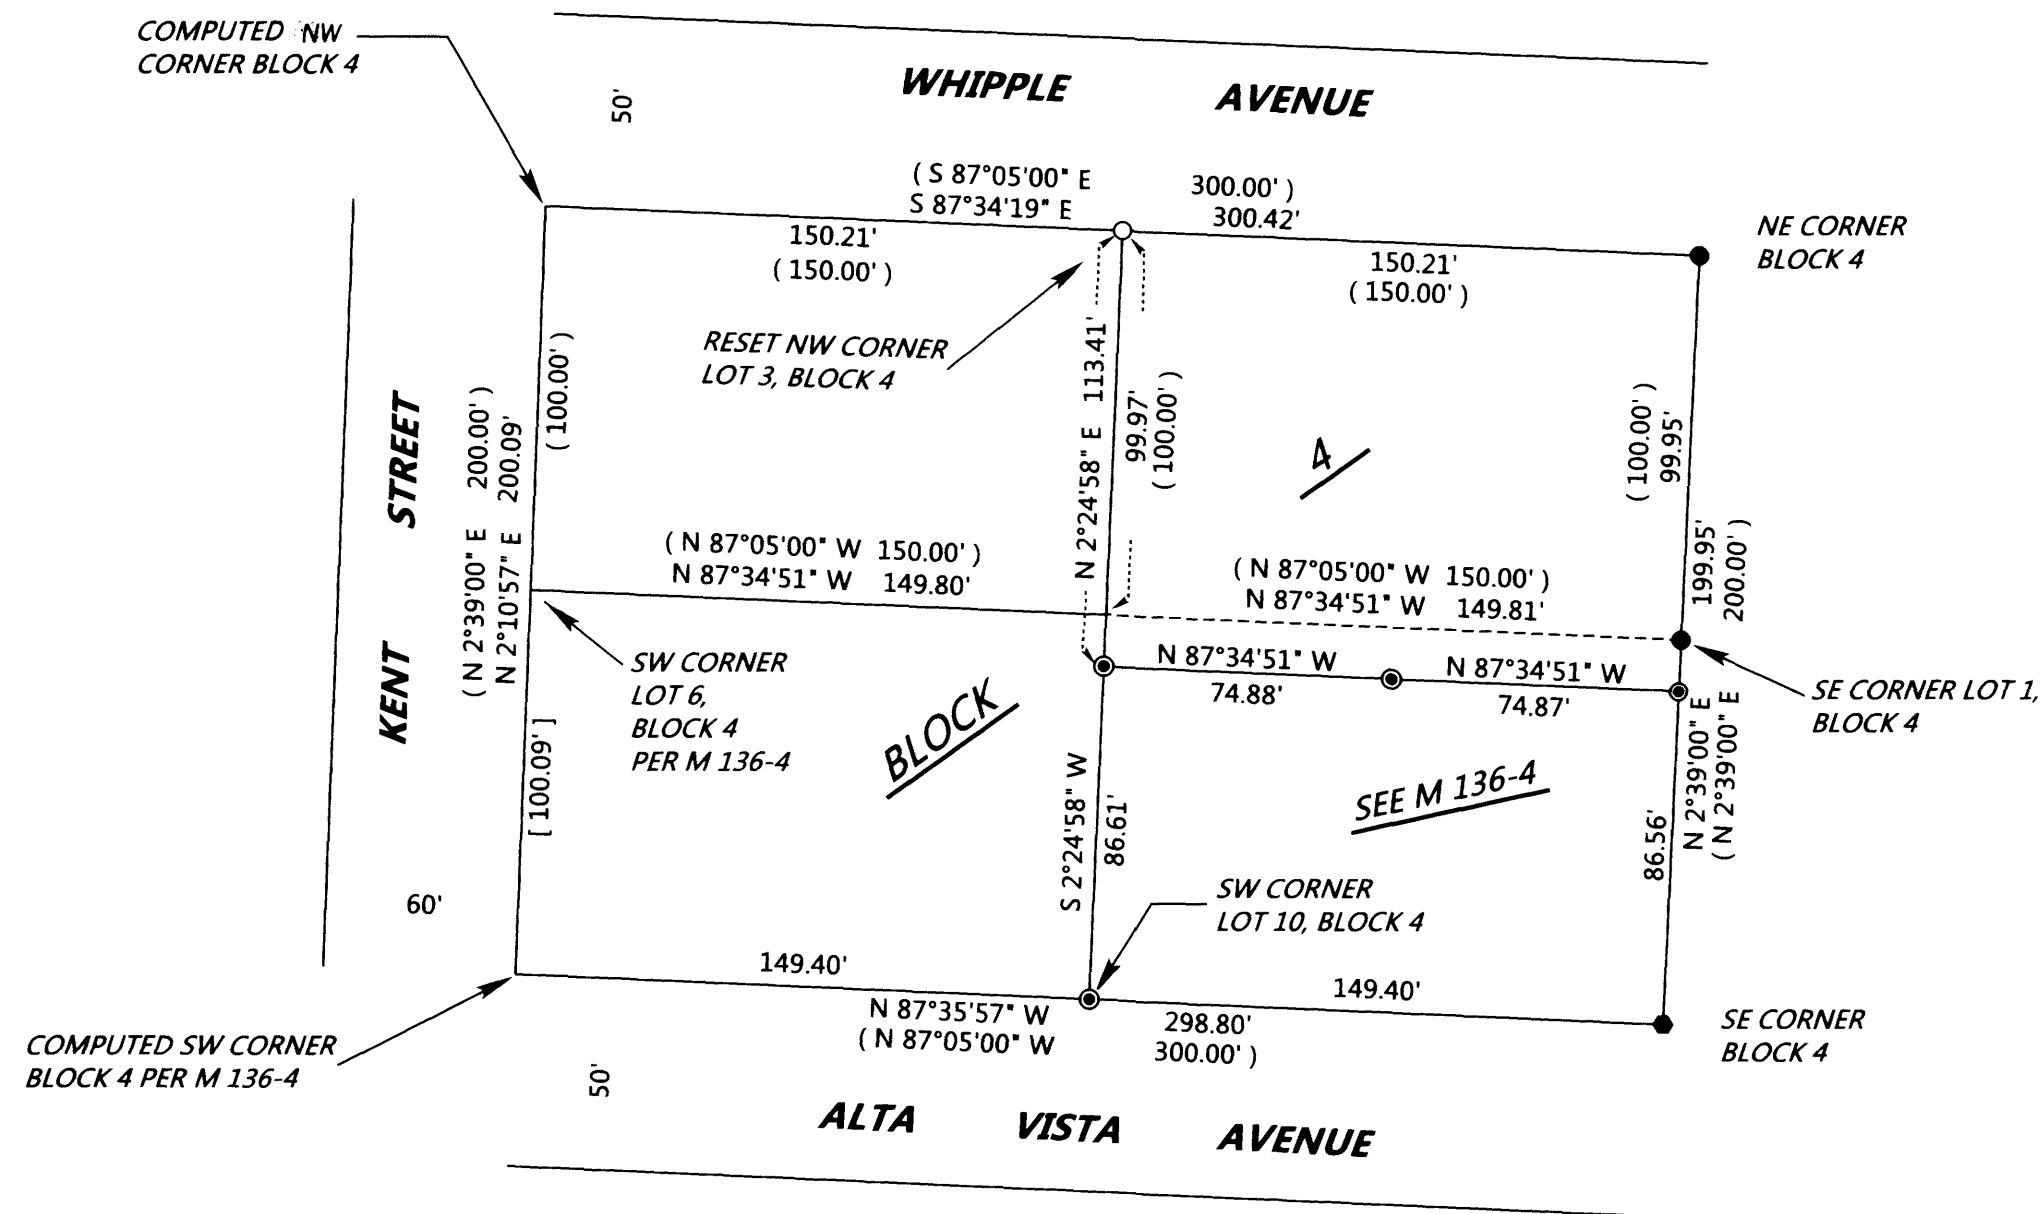 COMPUTED NW
CORNER BLOCK 4
WHIPPLE AVENUE
50'
( S 87°05'00" E 300.00' )
S 87°34'19" E 300.42'
NE CORNER
BLOCK 4
150.21'
( 150.00' )
150.21'
( 150.00' )
RESET NW CORNER
LOT 3, BLOCK 4
( 100.00' )
N 2°24'58" E 113.41'
99.97'
( 100.00' )
4
( 100.00' )
99.95'
199.95'
200.00' )
KENT STREET
( N 2°39'00" E 200.00' )
N 2°10'57" E 200.09'
( N 87°05'00" W 150.00' )
N 87°34'51" W 149.80'
( N 87°05'00" W 150.00' )
N 87°34'51" W 149.81'
SW CORNER
LOT 6,
BLOCK 4
PER M 136-4
N 87°34'51" W
74.88'
N 87°34'51" W
74.87'
SE CORNER LOT 1,
BLOCK 4
N 2°39'00" E
( N 2°39'00" E
[ 100.09' ]
BLOCK
SEE M 136-4
S 2°24'58" W
86.61'
86.56'
SW CORNER
LOT 10, BLOCK 4
60'
149.40'
149.40'
N 87°35'57" W 298.80'
( N 87°05'00" W 300.00' )
SE CORNER
BLOCK 4
COMPUTED SW CORNER
BLOCK 4 PER M 136-4
50'
ALTA VISTA AVENUE